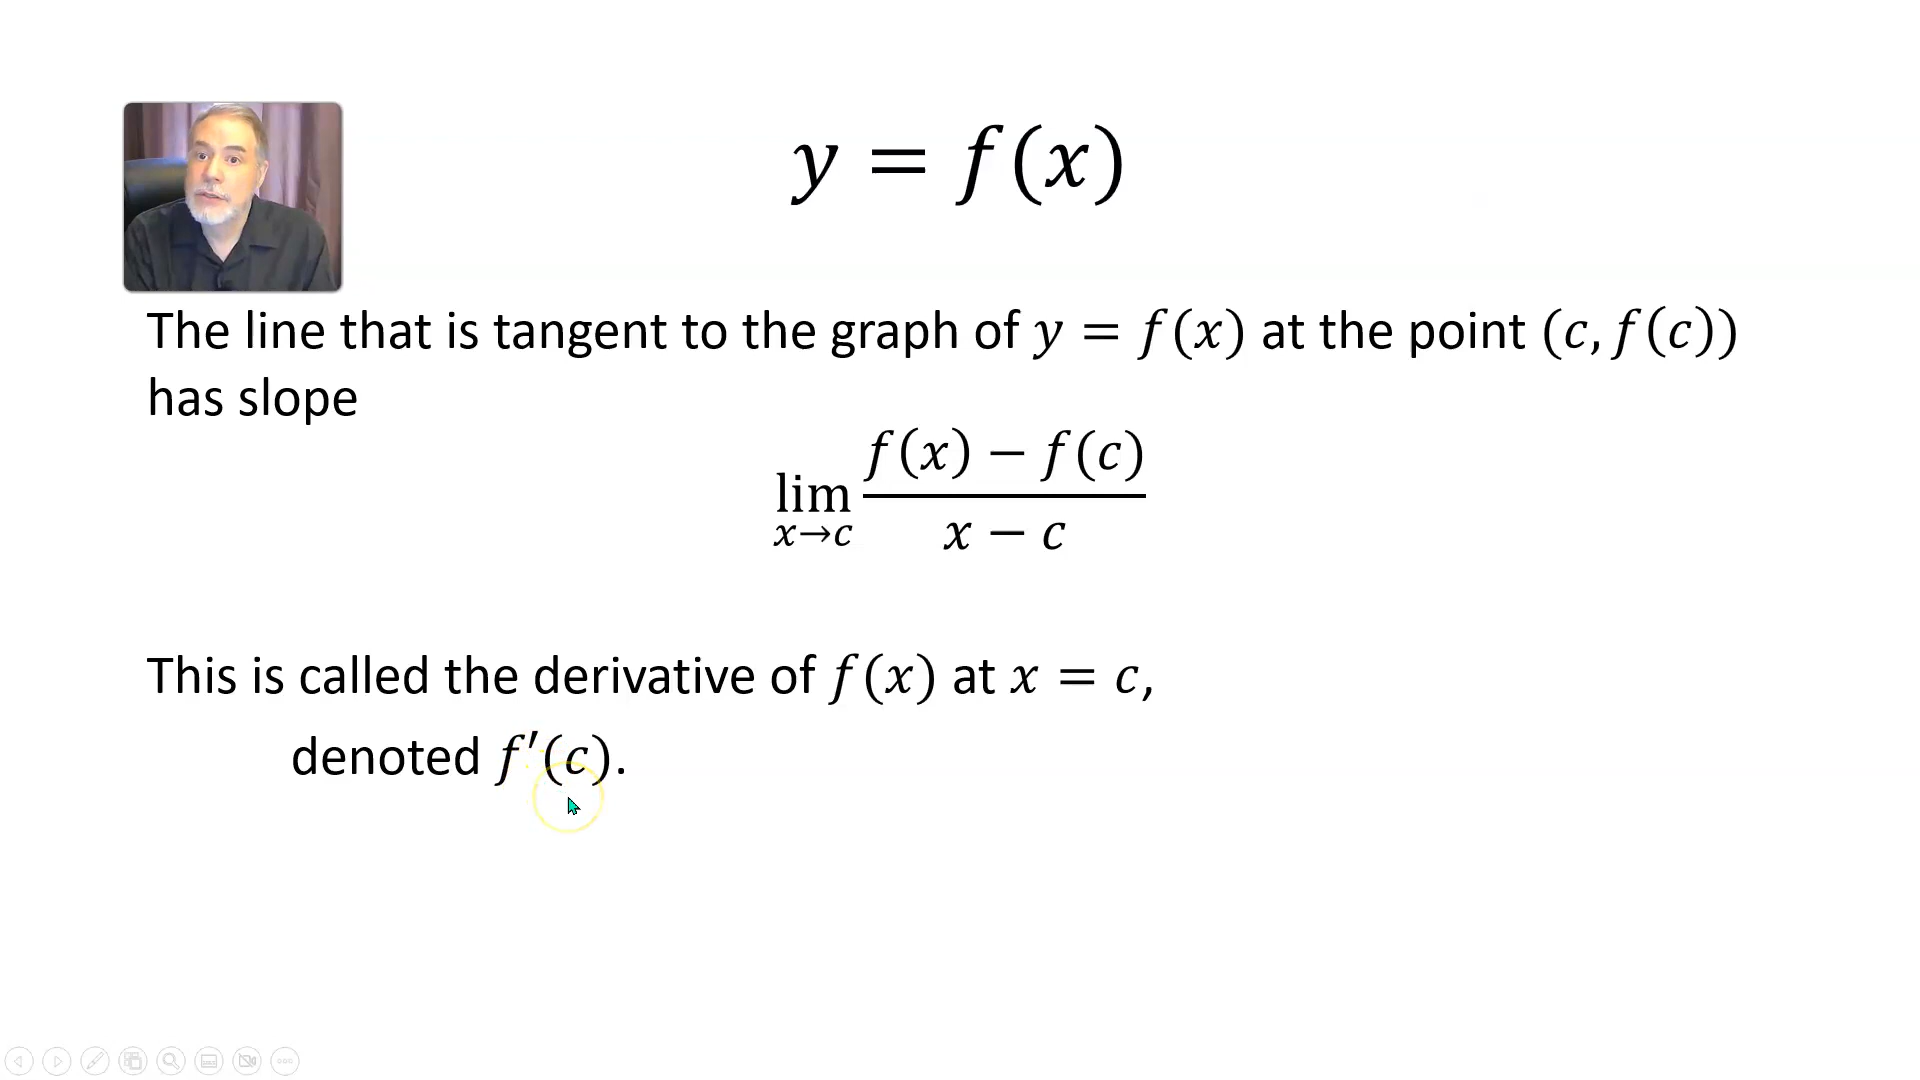 y = f(x)
The line that is tangent to the graph of y = f(x) at the point (c, f(c))
has slope
lim x→c (f(x) − f(c)) / (x − c)
This is called the derivative of f(x) at x = c,
denoted f′(c).